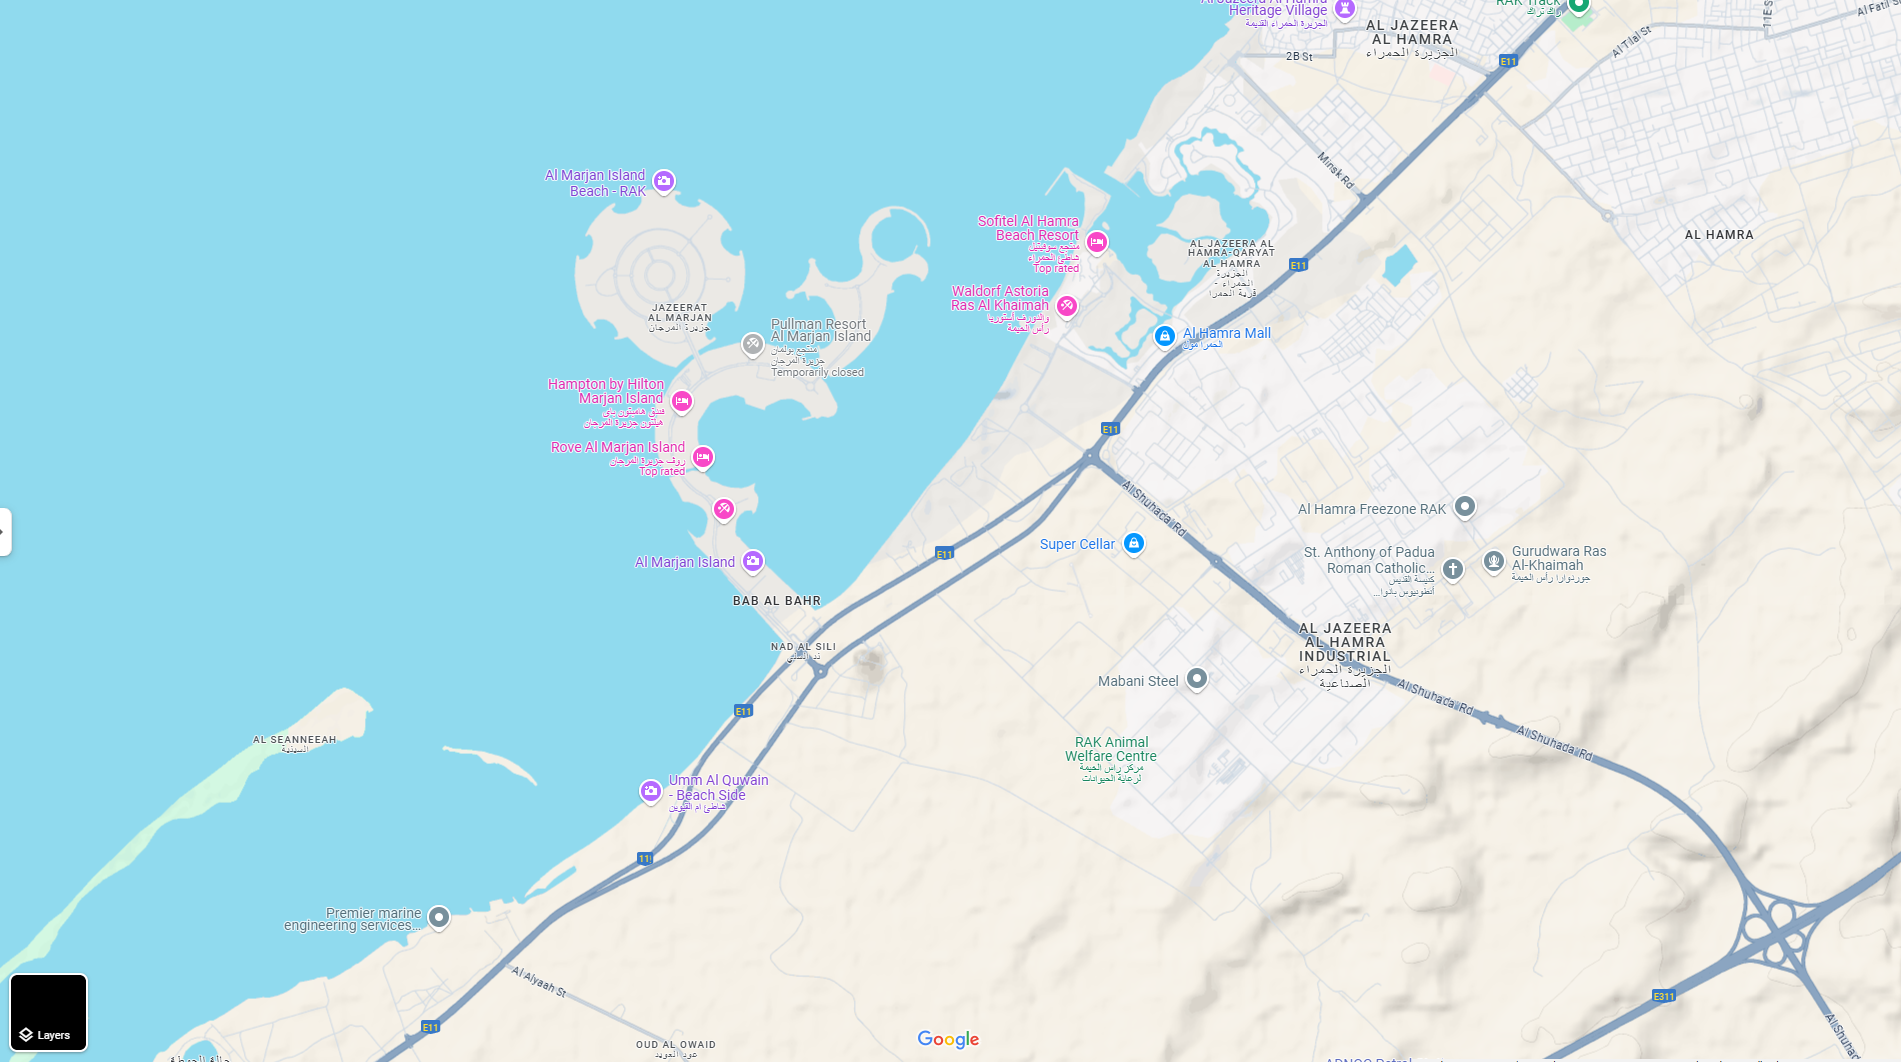 Heritage Village
الجزيرة الحمراء القديمة
AL JAZEERA
AL HAMRA
الجزيرة الحمراء
RAK Track
راك تراك
11E S
Al Fatil S
Al Tilal St
2B St
E11
Minsk Rd
AL HAMRA
Al Marjan Island
Beach - RAK
Sofitel Al Hamra
Beach Resort
منتجع سوفيتيل
شاطئ الحمراء
Top rated
AL JAZEERA AL
HAMRA-QARYAT
AL HAMRA
الجزيرة
الحمراء -
قرية الحمرا
E11
Waldorf Astoria
Ras Al Khaimah
والدورف أستوريا
رأس الخيمة
JAZEERAT
AL MARJAN
جزيرة المرجان
Pullman Resort
Al Marjan Island
منتجع بولمان
جزيرة المرجان
Temporarily closed
Al Hamra Mall
الحمرا مول
Hampton by Hilton
Marjan Island
فندق هامبتون باي
هيلتون جزيرة المرجان
E11
Rove Al Marjan Island
روف جزيرة المرجان
Top rated
Al Shuhada Rd
Al Hamra Freezone RAK
Super Cellar
E11
St. Anthony of Padua
Roman Catholic...
كنيسة القديس
أنطونيوس بادوا...
Gurudwara Ras
Al-Khaimah
جوردوارا رأس الخيمة
Al Marjan Island
BAB AL BAHR
NAD AL SILI
AL JAZEERA
AL HAMRA
INDUSTRIAL
الجزيرة الحمراء
الصناعية
Mabani Steel
Al Shuhada Rd
E11
Al Shuhada Rd
AL SEANNEEAH
السينية
RAK Animal
Welfare Centre
مركز رأس الخيمة
لرعاية الحيوانات
Umm Al Quwain
- Beach Side
شاطئ ام القيوين
11
Premier marine
engineering services...
Al Alyaah St
E311
Layers
E11
Google
OUD AL OWAID
عود العويد
Al Shuhad